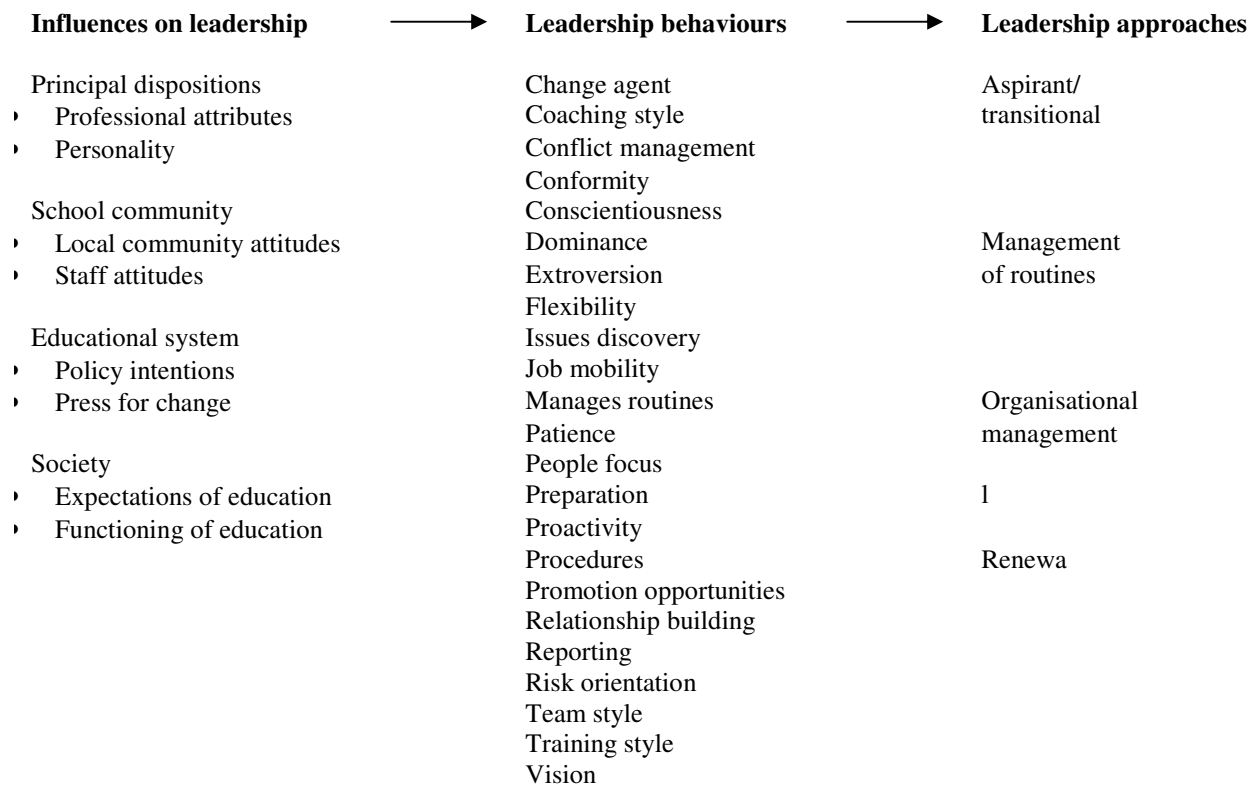 Influences on leadership
Principal dispositions
Professional attributes
Personality
School community
Local community attitudes
Staff attitudes
Educational system
Policy intentions
Press for change
Society
Expectations of education
Functioning of education
Leadership behaviours
Change agent
Coaching style
Conflict management
Conformity
Conscientiousness
Dominance
Extroversion
Flexibility
Issues discovery
Job mobility
Manages routines
Patience
People focus
Preparation
Proactivity
Procedures
Promotion opportunities
Relationship building
Reporting
Risk orientation
Team style
Training style
Vision
Leadership approaches
Aspirant/
transitional
Management
of routines
Organisational
management
l
Renewa